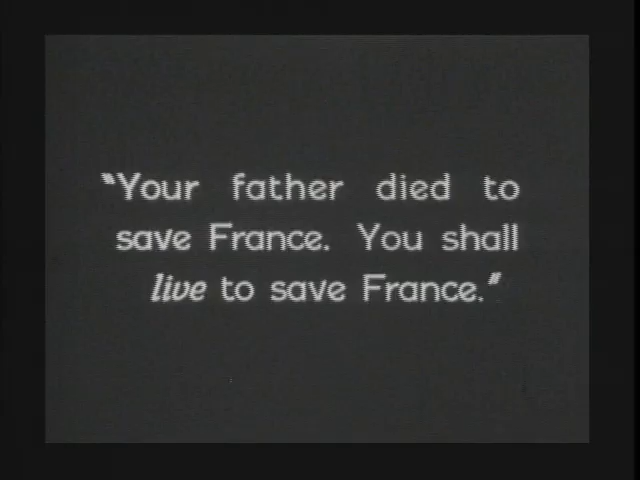 "Your father died to
save France. You shall
live to save France."